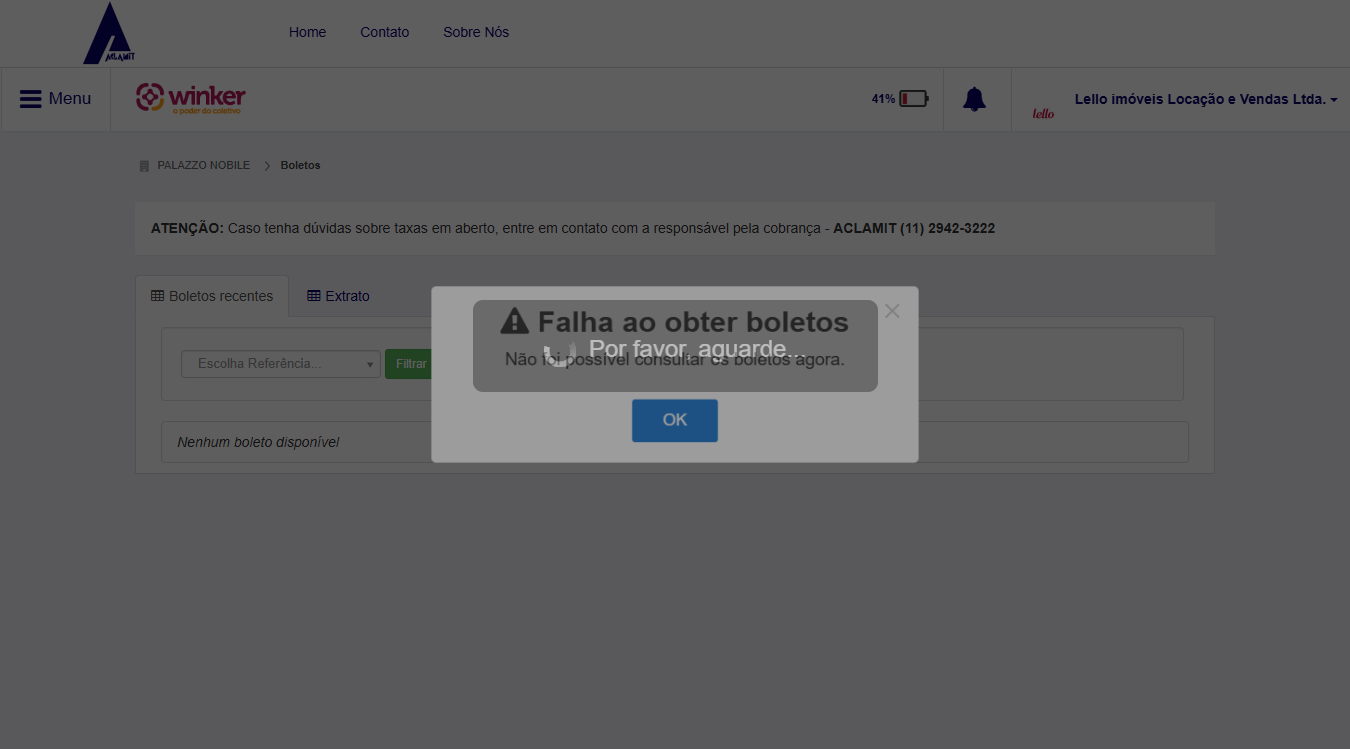 ACLAMIT
Home Contato Sobre Nós
Menu
winker
o poder do coletivo
41%
lello
Lello imóveis Locação e Vendas Ltda.
PALAZZO NOBILE > Boletos
ATENÇÃO: Caso tenha dúvidas sobre taxas em aberto, entre em contato com a responsável pela cobrança - ACLAMIT (11) 2942-3222
Boletos recentes Extrato
Falha ao obter boletos
Por favor, aguarde...
Não foi possível consultar os boletos agora.
Escolha Referência... Filtrar
OK
Nenhum boleto disponível